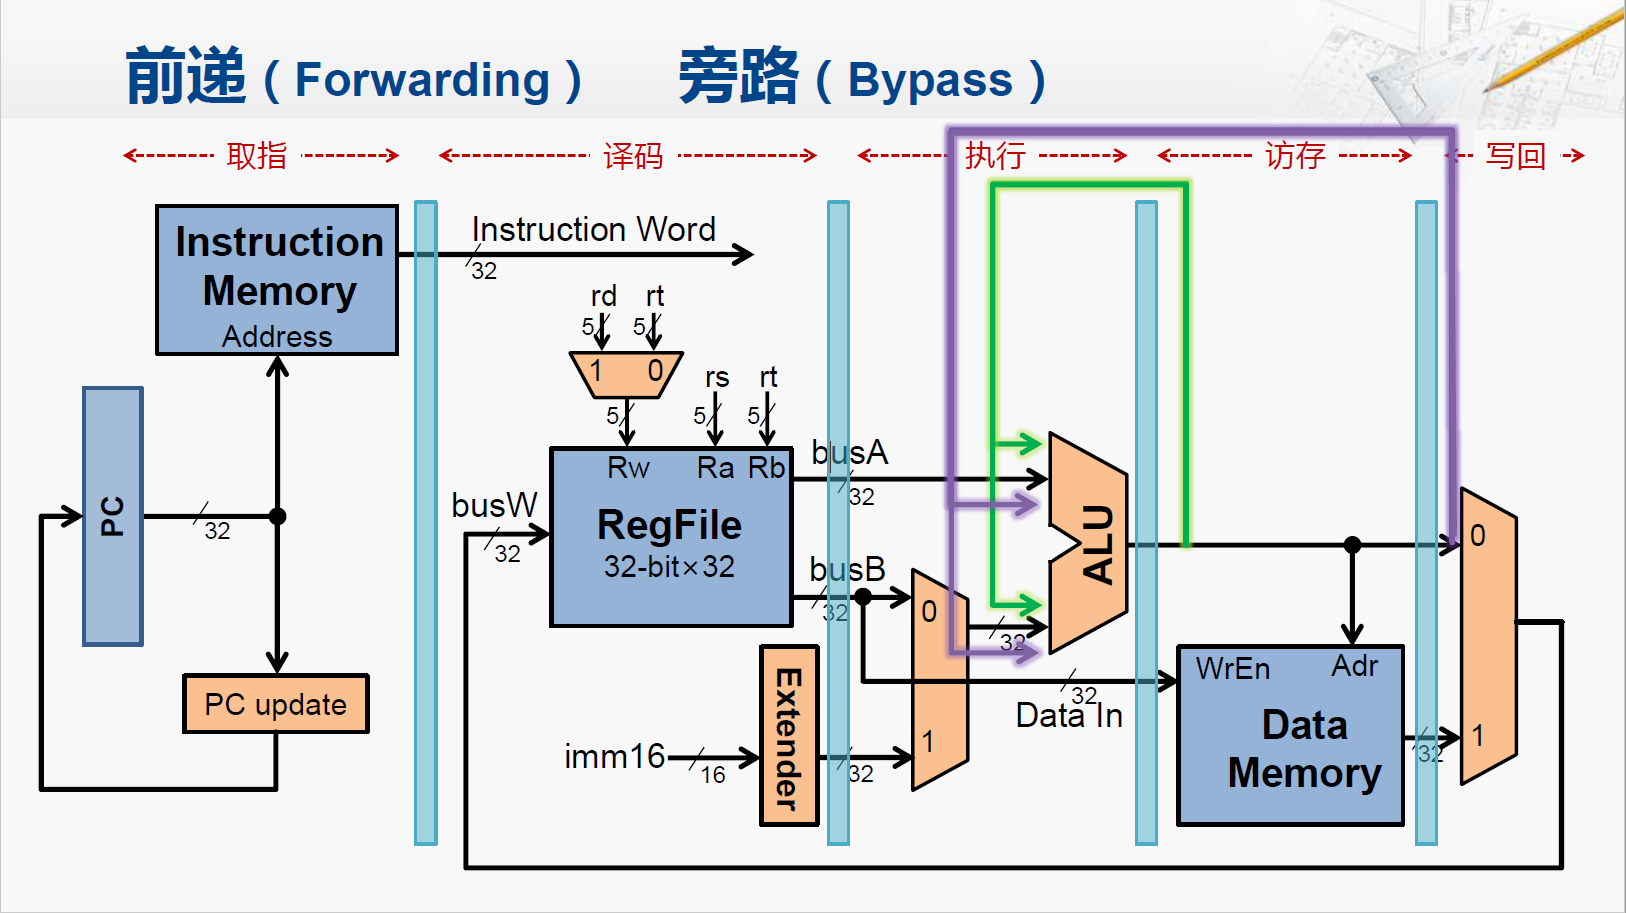 前递（Forwarding） 旁路（Bypass）
取指 译码 执行 访存 写回
Instruction
Memory
Address
Instruction Word
32
rd rt
5 5
1 0
rs rt
5 5 5
PC
32
PC update
busW
32
Rw Ra Rb
RegFile
32-bit×32
busA
32
busB
32
imm16
16
Extender
32
0
1
32
ALU
Data In
32
WrEn Adr
Data
Memory
32
0
1